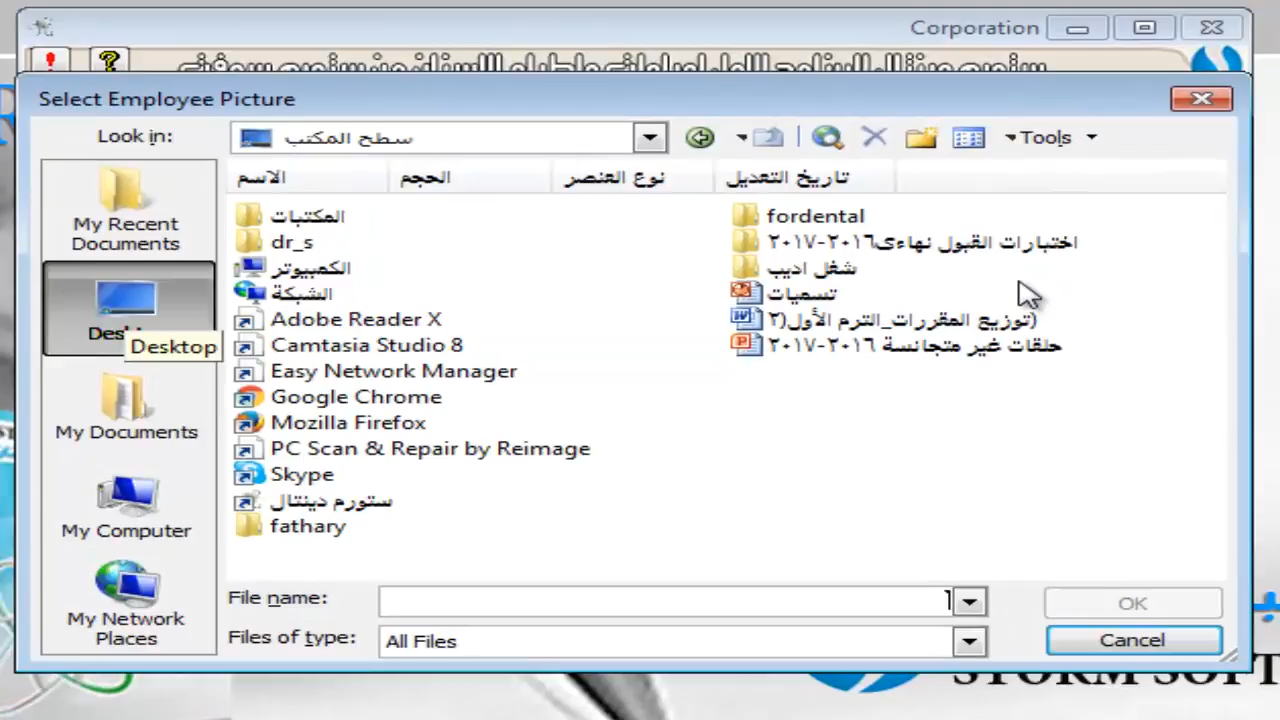 Corporation
Select Employee Picture
Look in:
سطح المكتب
Tools
الاسم
الحجم
نوع العنصر
تاريخ التعديل
My Recent
Documents
Desktop
My Documents
My Computer
My Network
Places
المكتبات
dr_s
الكمبيوتر
الشبكة
Adobe Reader X
Camtasia Studio 8
Easy Network Manager
Google Chrome
Mozilla Firefox
PC Scan & Repair by Reimage
Skype
ستورم دينتال
fathary
fordental
اختبارات القبول نهاءى٢٠١٦-٢٠١٧
شغل اديب
تسميات
توزيع المقررات_الترم الأول(٢)
حلقات غير متجانسة ٢٠١٦-٢٠١٧
File name:
OK
Files of type:
All Files
Cancel
STORM SOFT